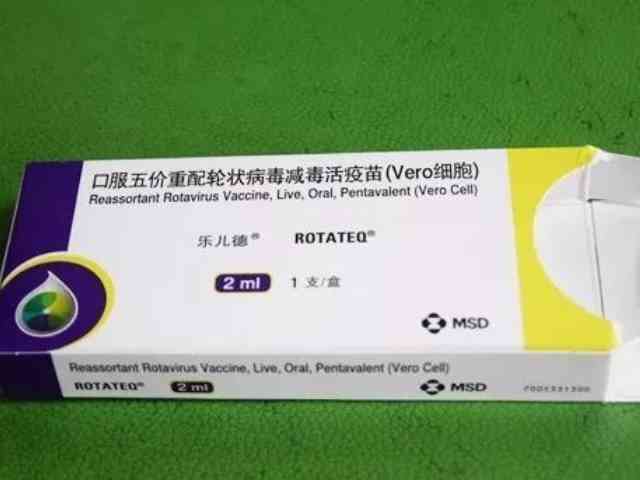 口服五价重配轮状病毒减毒活疫苗(Vero细胞)
Reassortant Rotavirus Vaccine, Live, Oral, Pentavalent (Vero Cell)
乐儿德® ROTATEQ®
2 ml 1 支/盒
MSD
Reassortant Rotavirus Vaccine, Live, Oral, Pentavalent (Vero Cell)
ROTATEQ® 2 ml MSD